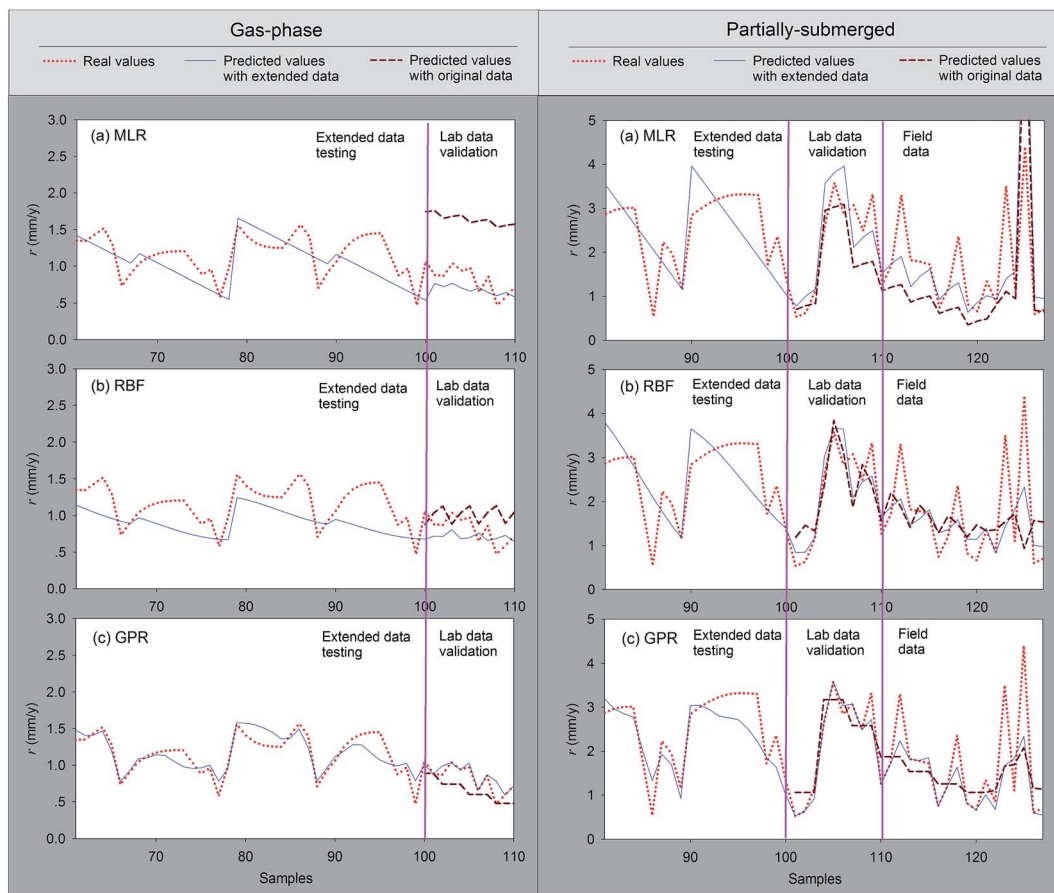 Gas-phase
Real values
Predicted values
with extended data
Predicted values
with original data
3.0
2.5
2.0
1.5
1.0
.5
0.0
r (mm/y)
(a) MLR
Extended data
testing
Lab data
validation
70
80
90
100
110
3.0
2.5
2.0
1.5
1.0
.5
0.0
r (mm/y)
(b) RBF
Extended data
testing
Lab data
validation
70
80
90
100
110
3.0
2.5
2.0
1.5
1.0
.5
0.0
r (mm/y)
(c) GPR
Extended data
testing
Lab data
validation
70
80
90
100
110
Samples
Partially-submerged
Real values
Predicted values
with extended data
Predicted values
with original data
5
4
3
2
1
0
r (mm/y)
(a) MLR
Extended data
testing
Lab data
validation
Field
data
90
100
110
120
5
4
3
2
1
0
r (mm/y)
(b) RBF
Extended data
testing
Lab data
validation
Field
data
90
100
110
120
5
4
3
2
1
0
r (mm/y)
(c) GPR
Extended data
testing
Lab data
validation
Field
data
90
100
110
120
Samples